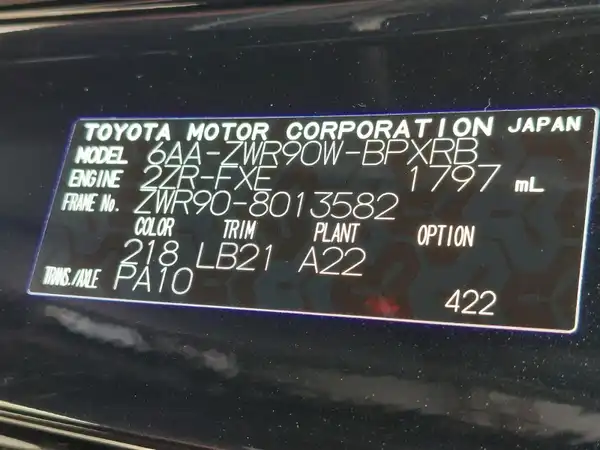 TOYOTA MOTOR CORPORATION JAPAN
MODEL 6AA-ZWR90W-BPXRB
ENGINE 2ZR-FXE 1797 mL
FRAME No. ZWR90-8013582
COLOR TRIM PLANT OPTION
218 LB21 A22
TRANS./AXLE PA10
422